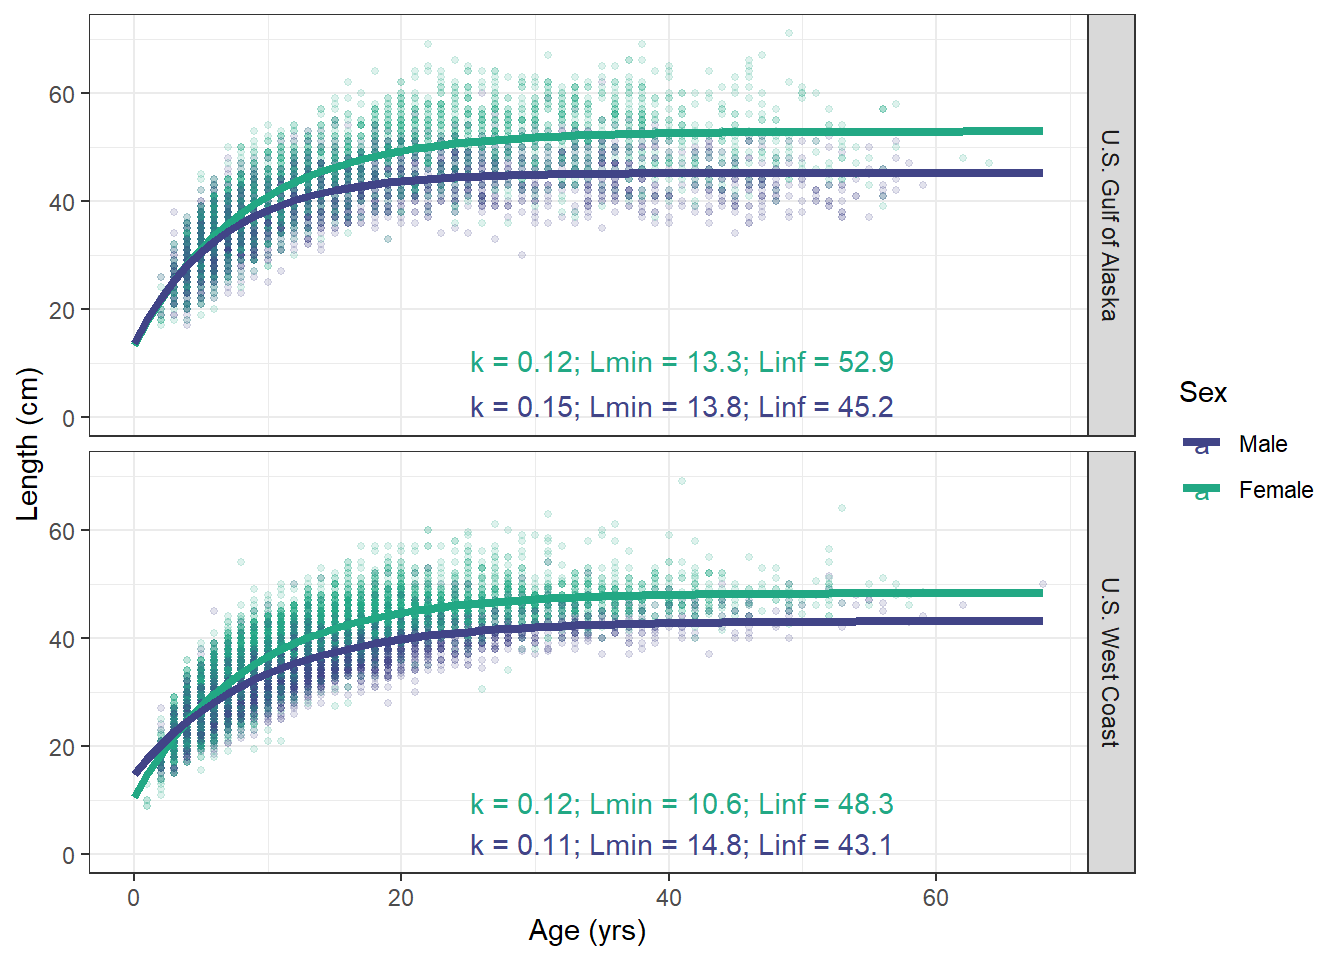 60
40
20
0
k = 0.12; Lmin = 13.3; Linf = 52.9
k = 0.15; Lmin = 13.8; Linf = 45.2
U.S. Gulf of Alaska
Length (cm)
60
40
20
0
k = 0.12; Lmin = 10.6; Linf = 48.3
k = 0.11; Lmin = 14.8; Linf = 43.1
U.S. West Coast
0 20 40 60
Age (yrs)
Sex
a Male
a Female